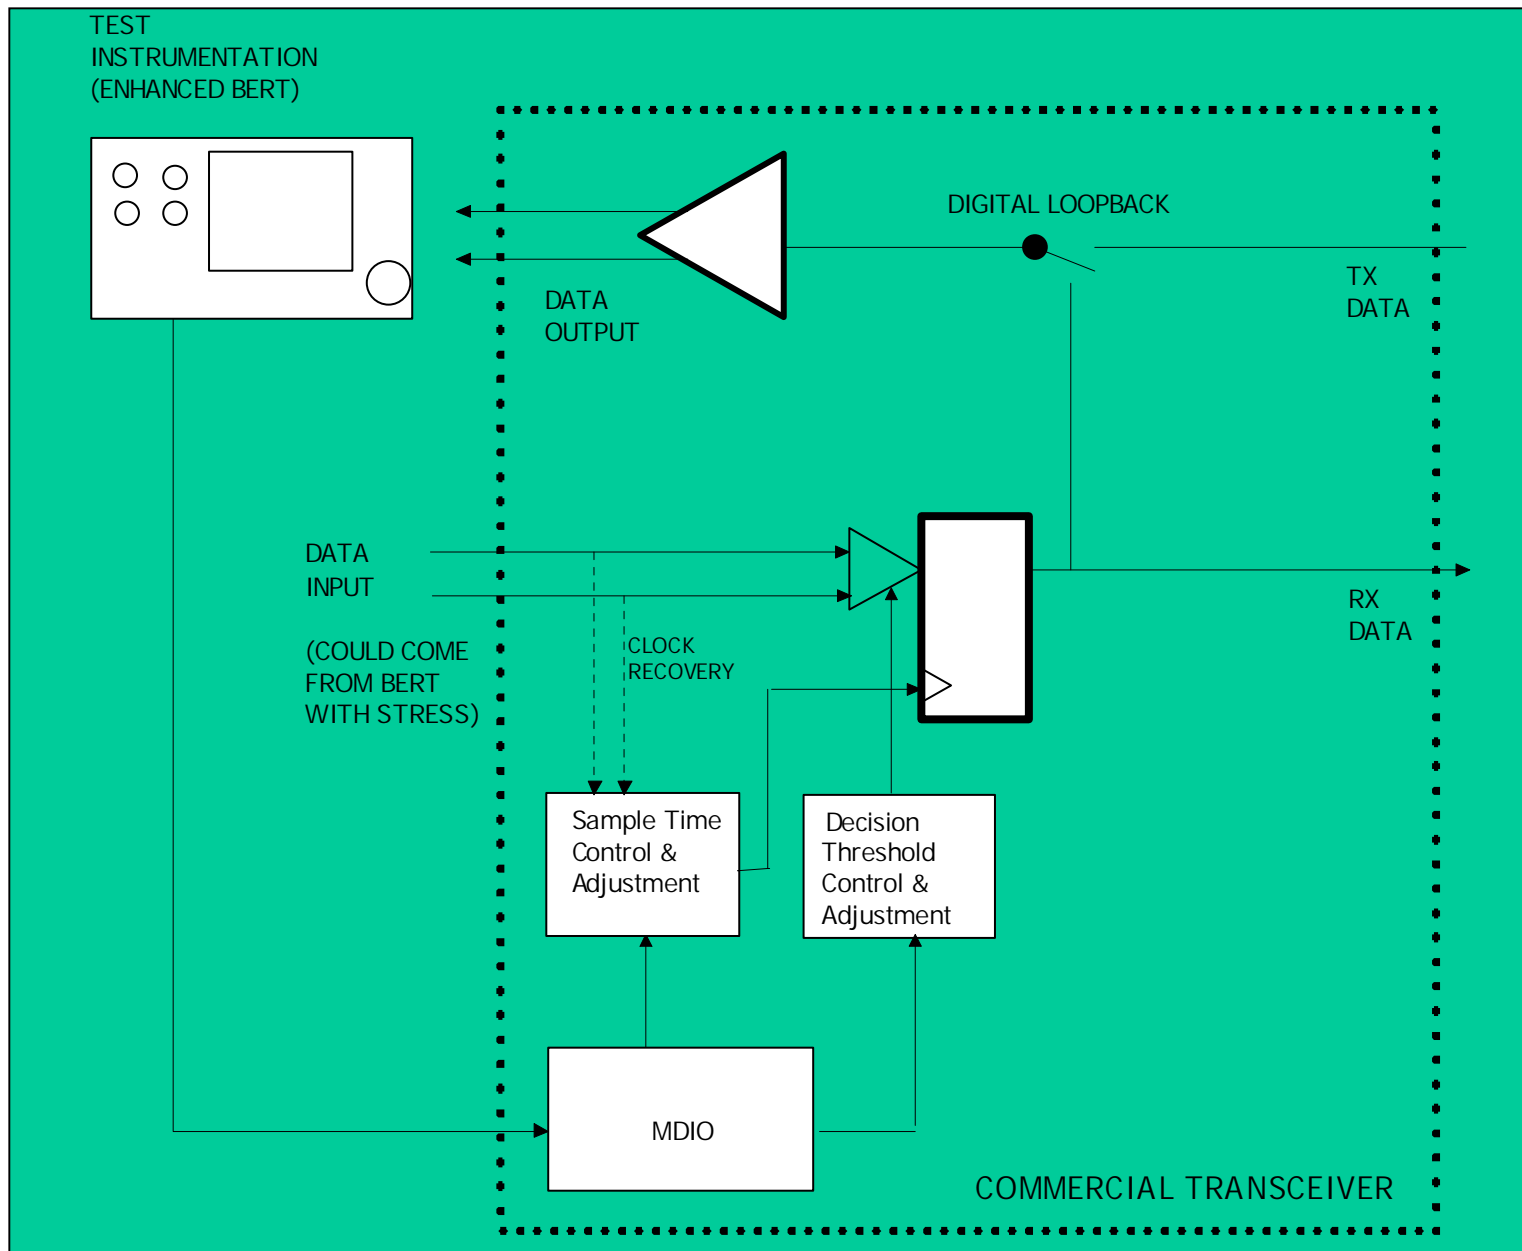 TEST
INSTRUMENTATION
(ENHANCED BERT)
DIGITAL LOOPBACK
TX
DATA
DATA
OUTPUT
DATA
INPUT
(COULD COME
FROM BERT
WITH STRESS)
CLOCK
RECOVERY
RX
DATA
Sample Time
Control &
Adjustment
Decision
Threshold
Control &
Adjustment
MDIO
COMMERCIAL TRANSCEIVER